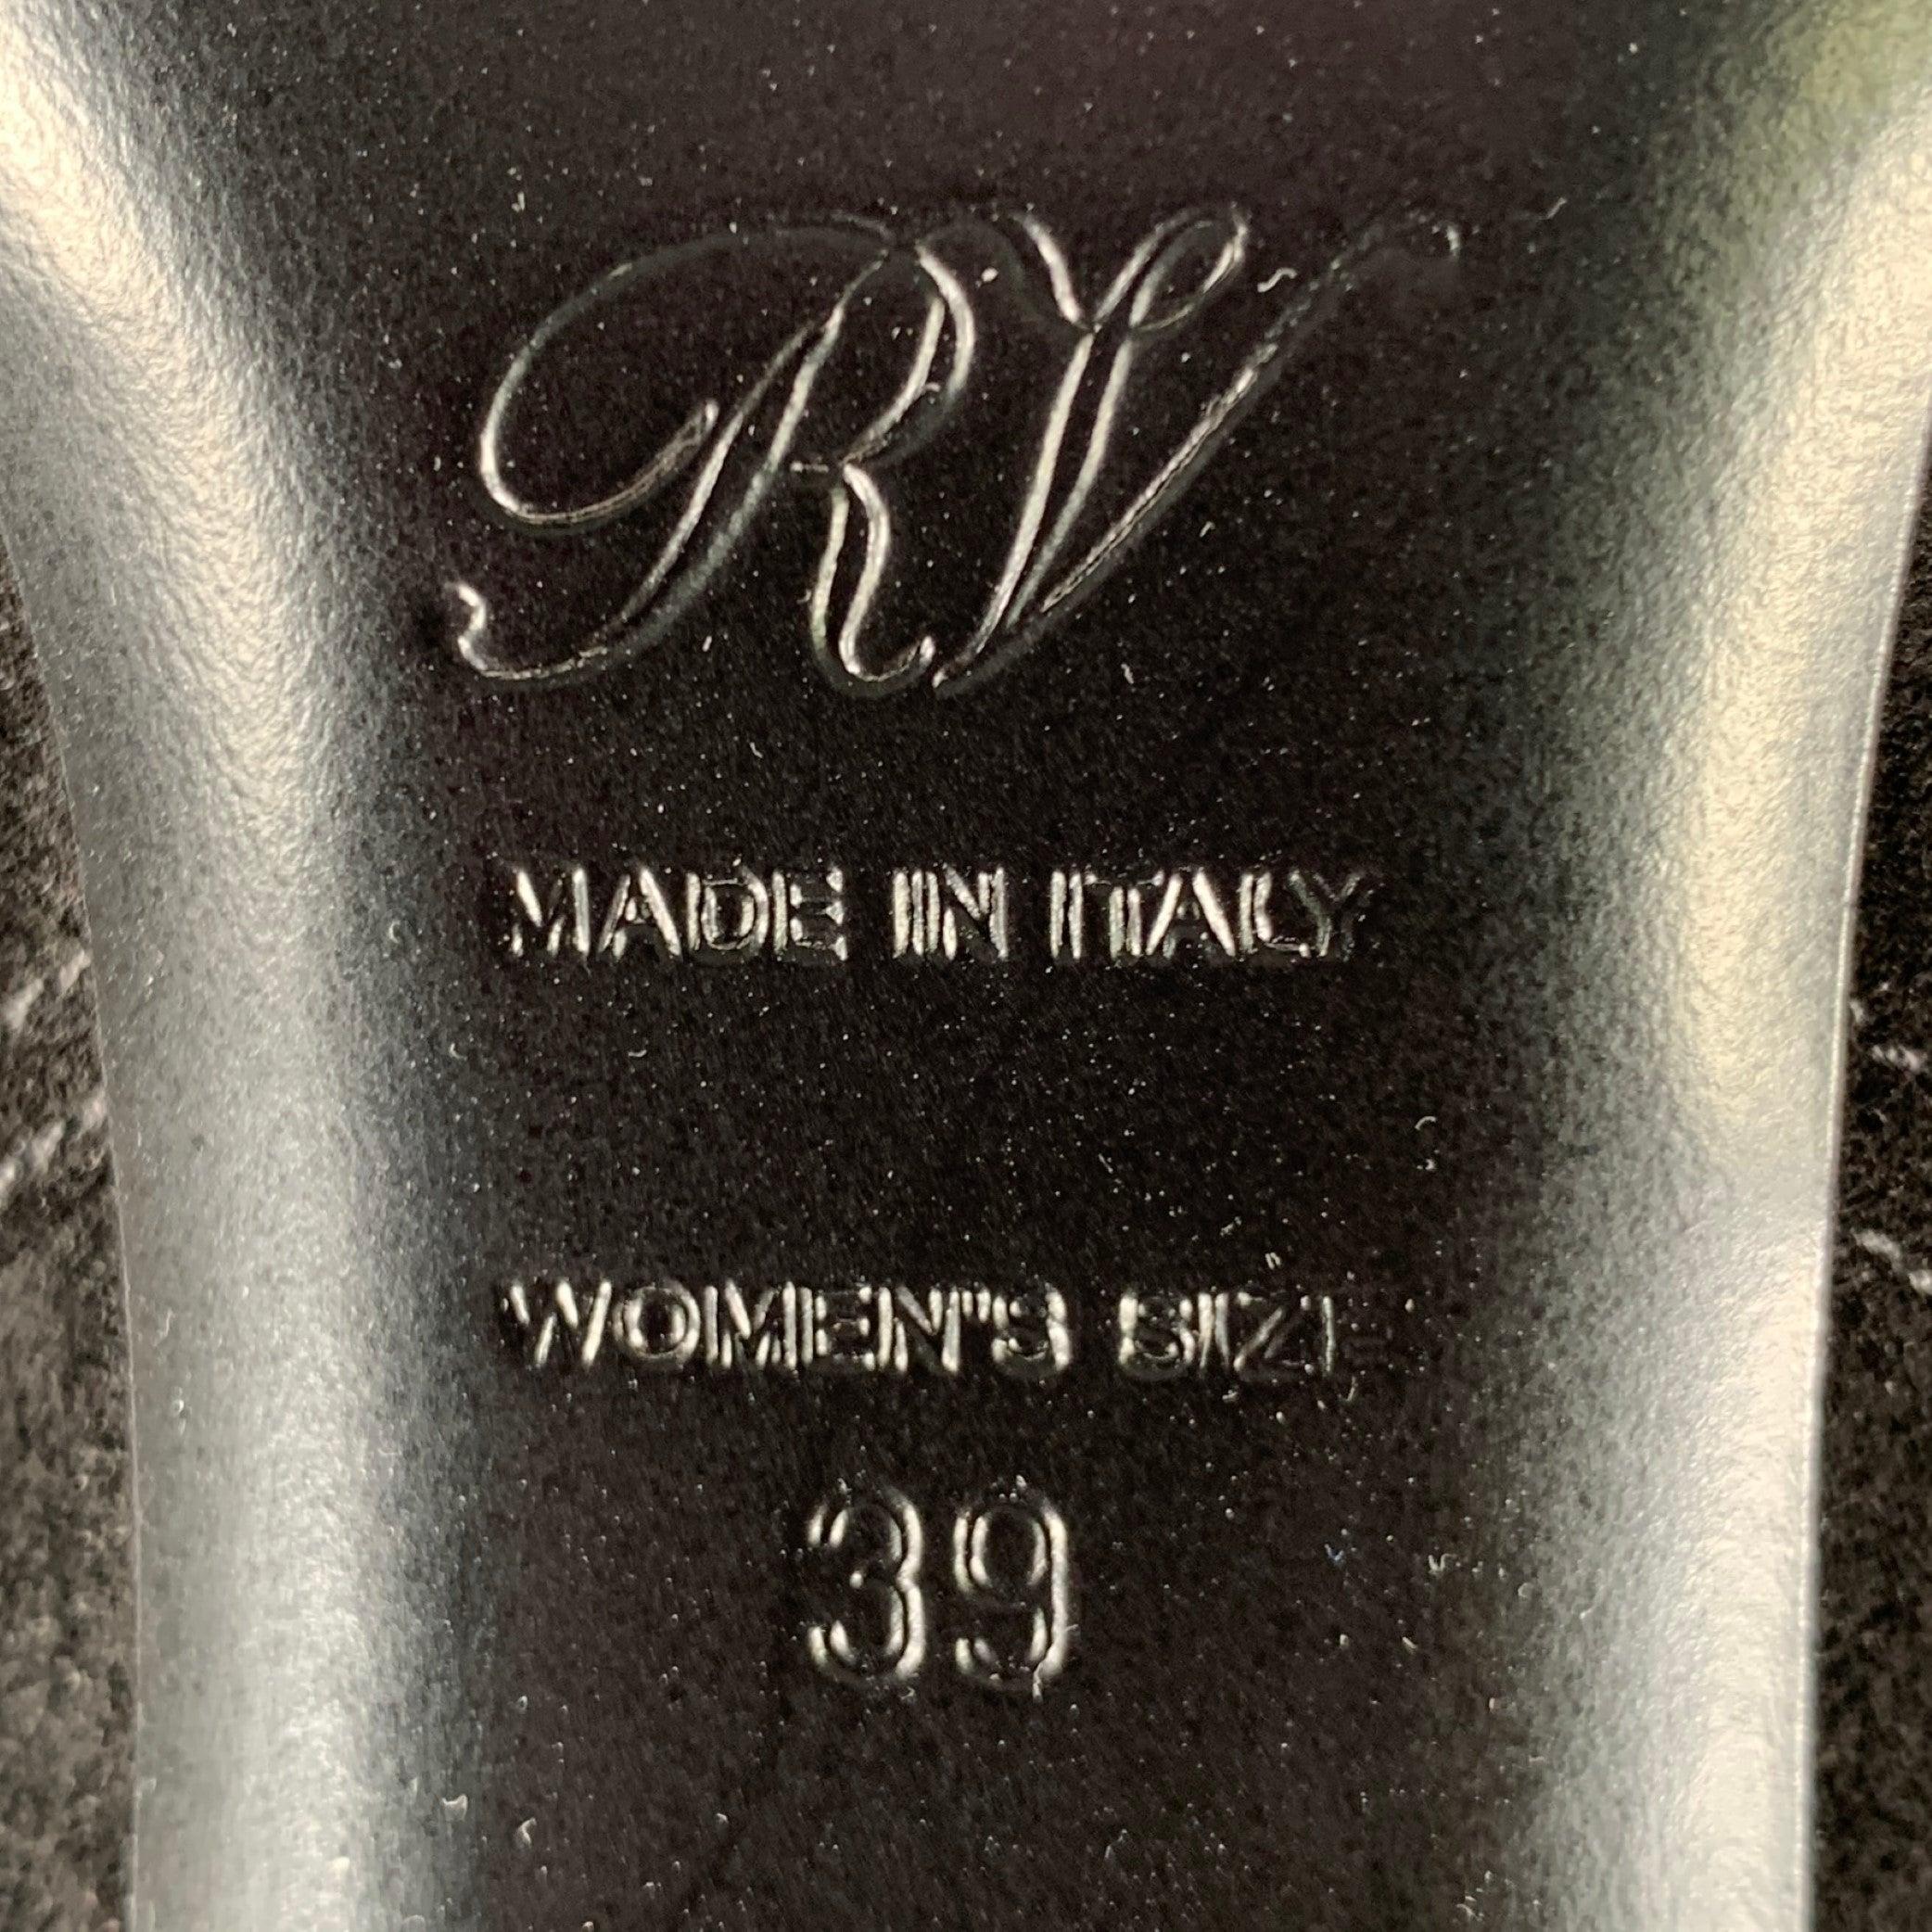 RV
MADE IN ITALY
WOMEN'S SIZE
39